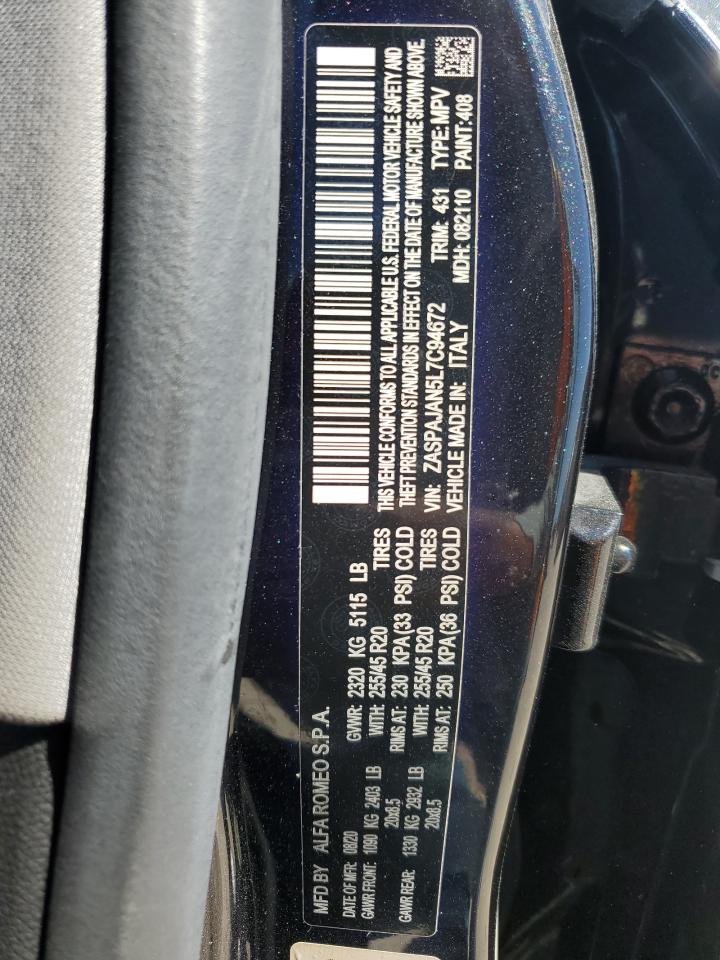 MFD BY ALFA ROMEO S.P.A.
DATE OF MFR: 08/20 GVWR: 2320 KG 5115 LB
GAWR FRONT: 1090 KG 2403 LB WITH: 255/45 R20 TIRES
20x8.5 RIMS AT: 230 KPA(33 PSI) COLD
GAWR REAR: 1330 KG 2932 LB WITH: 255/45 R20 TIRES
20x8.5 RIMS AT: 250 KPA(36 PSI) COLD
THIS VEHICLE CONFORMS TO ALL APPLICABLE U.S. FEDERAL MOTOR VEHICLE SAFETY AND
THEFT PREVENTION STANDARDS IN EFFECT ON THE DATE OF MANUFACTURE SHOWN ABOVE.
VIN: ZASPAJAN5L7C94672 TRIM: 431 TYPE: MPV
VEHICLE MADE IN: ITALY MDH: 082110 PAINT: 408